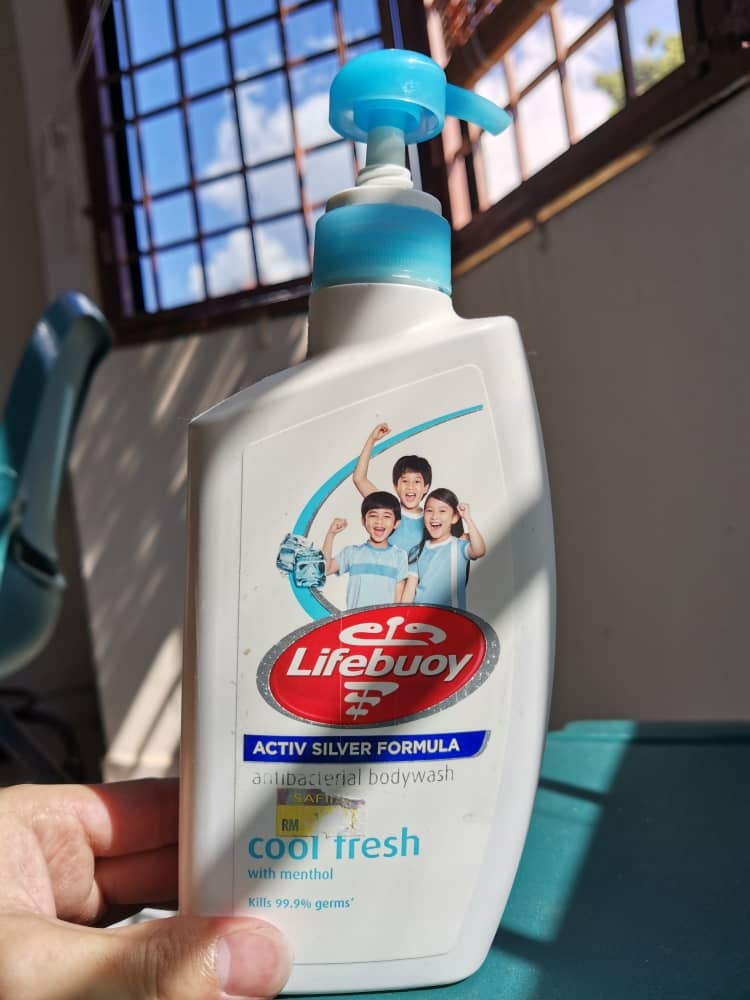 Lifebuoy
ACTIV SILVER FORMULA
antibacterial bodywash
RM
cool fresh
with menthol
Kills 99.9% germs*